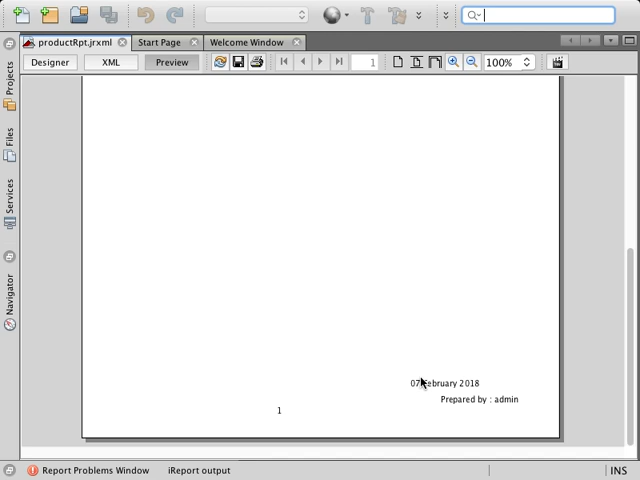 productRpt.jrxml
Start Page
Welcome Window
Designer
XML
Preview
1
100%
Projects
Files
Services
Navigator
07 February 2018
Prepared by : admin
1
Report Problems Window
iReport output
INS